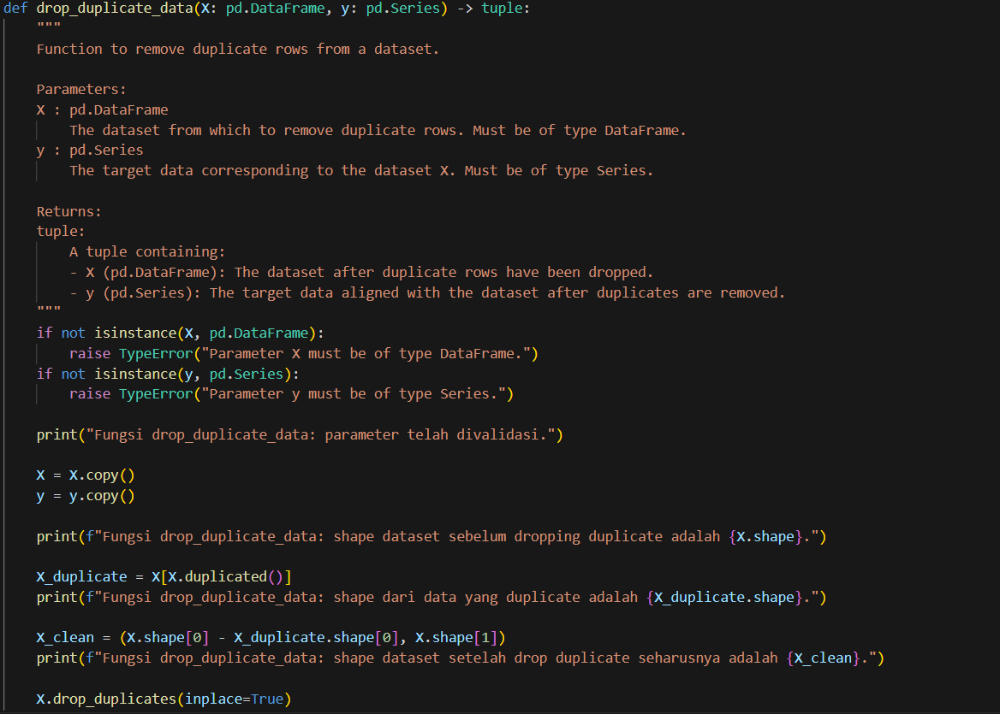 def drop_duplicate_data(X: pd.DataFrame, y: pd.Series) -> tuple:
    """
    Function to remove duplicate rows from a dataset.

    Parameters:
    X : pd.DataFrame
        The dataset from which to remove duplicate rows. Must be of type DataFrame.
    y : pd.Series
        The target data corresponding to the dataset X. Must be of type Series.

    Returns:
    tuple:
        A tuple containing:
        - X (pd.DataFrame): The dataset after duplicate rows have been dropped.
        - y (pd.Series): The target data aligned with the dataset after duplicates are removed.
    """
    if not isinstance(X, pd.DataFrame):
        raise TypeError("Parameter X must be of type DataFrame.")
    if not isinstance(y, pd.Series):
        raise TypeError("Parameter y must be of type Series.")

    print("Fungsi drop_duplicate_data: parameter telah divalidasi.")

    X = X.copy()
    y = y.copy()

    print(f"Fungsi drop_duplicate_data: shape dataset sebelum dropping duplicate adalah {X.shape}.")

    X_duplicate = X[X.duplicated()]
    print(f"Fungsi drop_duplicate_data: shape dari data yang duplicate adalah {X_duplicate.shape}.")

    X_clean = (X.shape[0] - X_duplicate.shape[0], X.shape[1])
    print(f"Fungsi drop_duplicate_data: shape dataset setelah drop duplicate seharusnya adalah {X_clean}.")

    X.drop_duplicates(inplace=True)